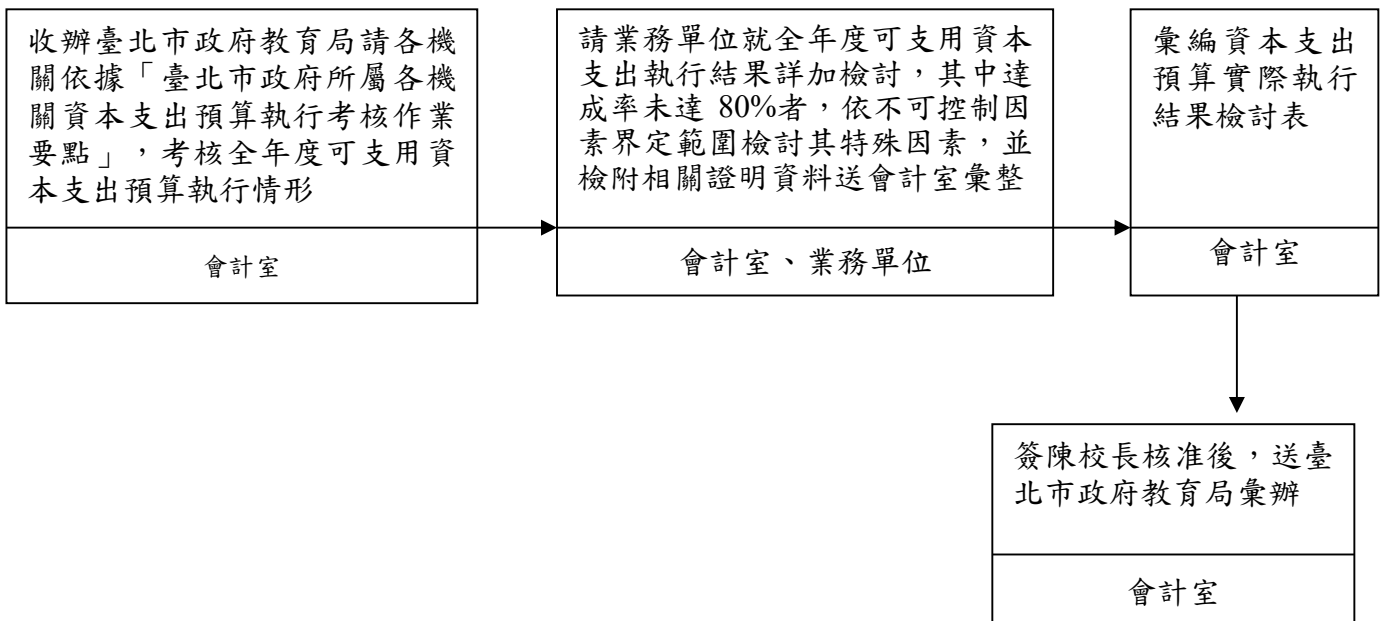 收辦臺北市政府教育局請各機
關依據「臺北市政府所屬各機
關資本支出預算執行考核作業
要點」，考核全年度可支用資
本支出預算執行情形
會計室
請業務單位就全年度可支用資本
支出執行結果詳加檢討，其中達
成率未達 80%者，依不可控制因
素界定範圍檢討其特殊因素，並
檢附相關證明資料送會計室彙整
會計室、業務單位
彙編資本支出
預算實際執行
結果檢討表
會計室
簽陳校長核准後，送臺
北市政府教育局彙辦
會計室